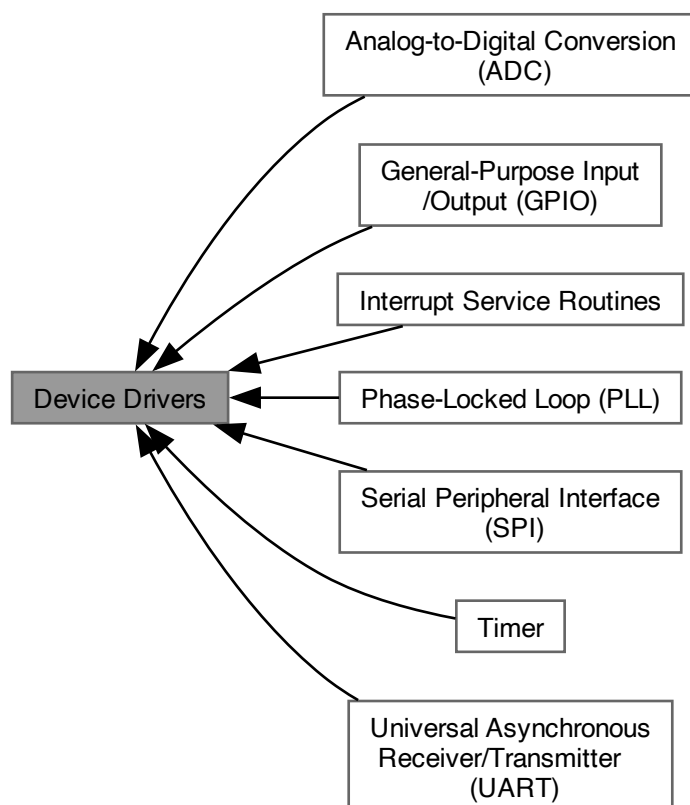 Analog-to-Digital Conversion
(ADC)
General-Purpose Input
/Output (GPIO)
Interrupt Service Routines
Device Drivers
Phase-Locked Loop (PLL)
Serial Peripheral Interface
(SPI)
Timer
Universal Asynchronous
Receiver/Transmitter
(UART)